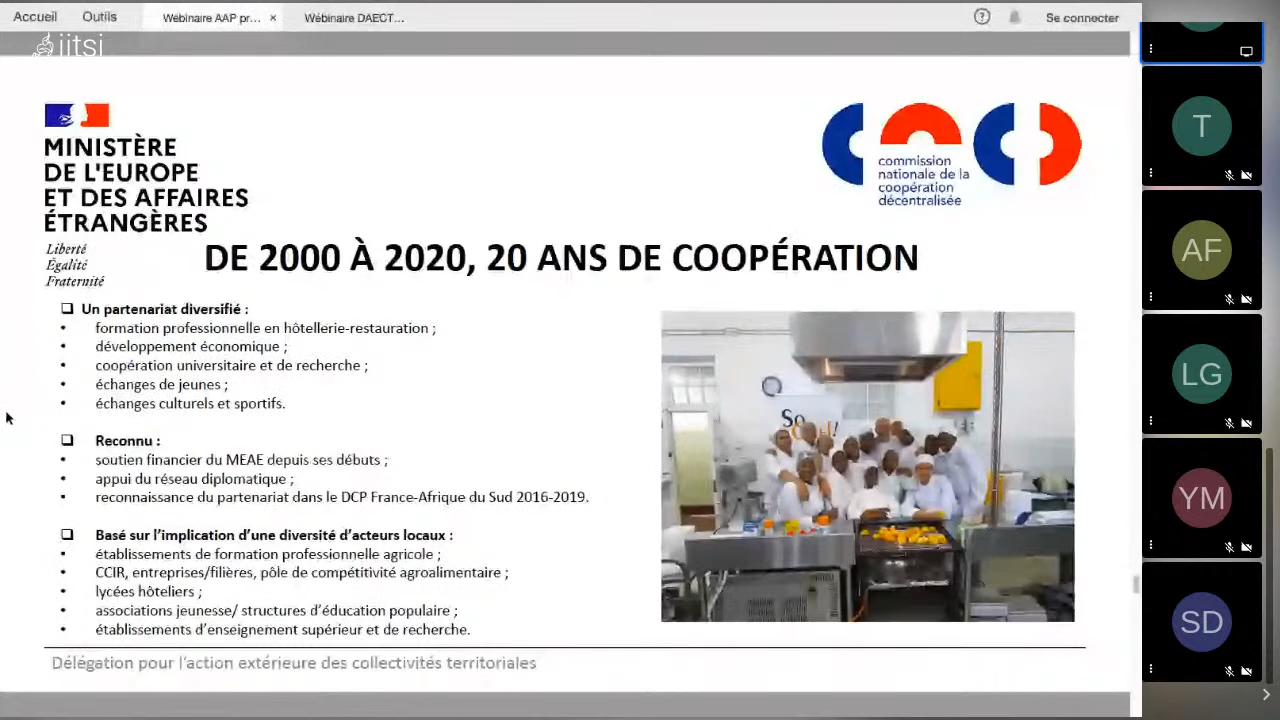 Accueil
Outils
Wébinaire AAP pr... ×
Wébinaire DAECT...
?
Se connecter
jitsi
MINISTÈRE
DE L'EUROPE
ET DES AFFAIRES
ÉTRANGÈRES
Liberté
Égalité
Fraternité
commission
nationale de la
coopération
décentralisée
DE 2000 À 2020, 20 ANS DE COOPÉRATION
❑ Un partenariat diversifié :
• formation professionnelle en hôtellerie-restauration ;
• développement économique ;
• coopération universitaire et de recherche ;
• échanges de jeunes ;
• échanges culturels et sportifs.
❑ Reconnu :
• soutien financier du MEAE depuis ses débuts ;
• appui du réseau diplomatique ;
• reconnaissance du partenariat dans le DCP France-Afrique du Sud 2016-2019.
❑ Basé sur l'implication d'une diversité d'acteurs locaux :
• établissements de formation professionnelle agricole ;
• CCIR, entreprises/filières, pôle de compétitivité agroalimentaire ;
• lycées hôteliers ;
• associations jeunesse/ structures d'éducation populaire ;
• établissements d'enseignement supérieur et de recherche.
So
Délégation pour l'action extérieure des collectivités territoriales
T
AF
LG
YM
SD